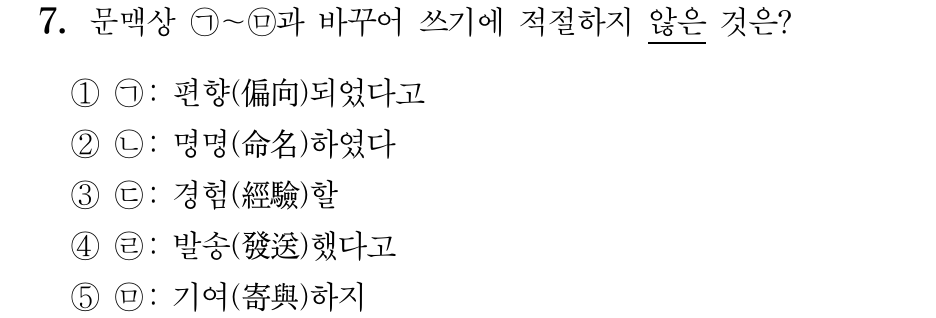 7. 문맥상 ㉠~㉤과 바꾸어 쓰기에 적절하지 않은 것은?
① ㉠: 편향(偏向)되었다고
② ㉡: 명명(命名)하였다
③ ㉢: 경험(經驗)할
④ ㉣: 발송(發送)했다고
⑤ ㉤: 기여(寄與)하지